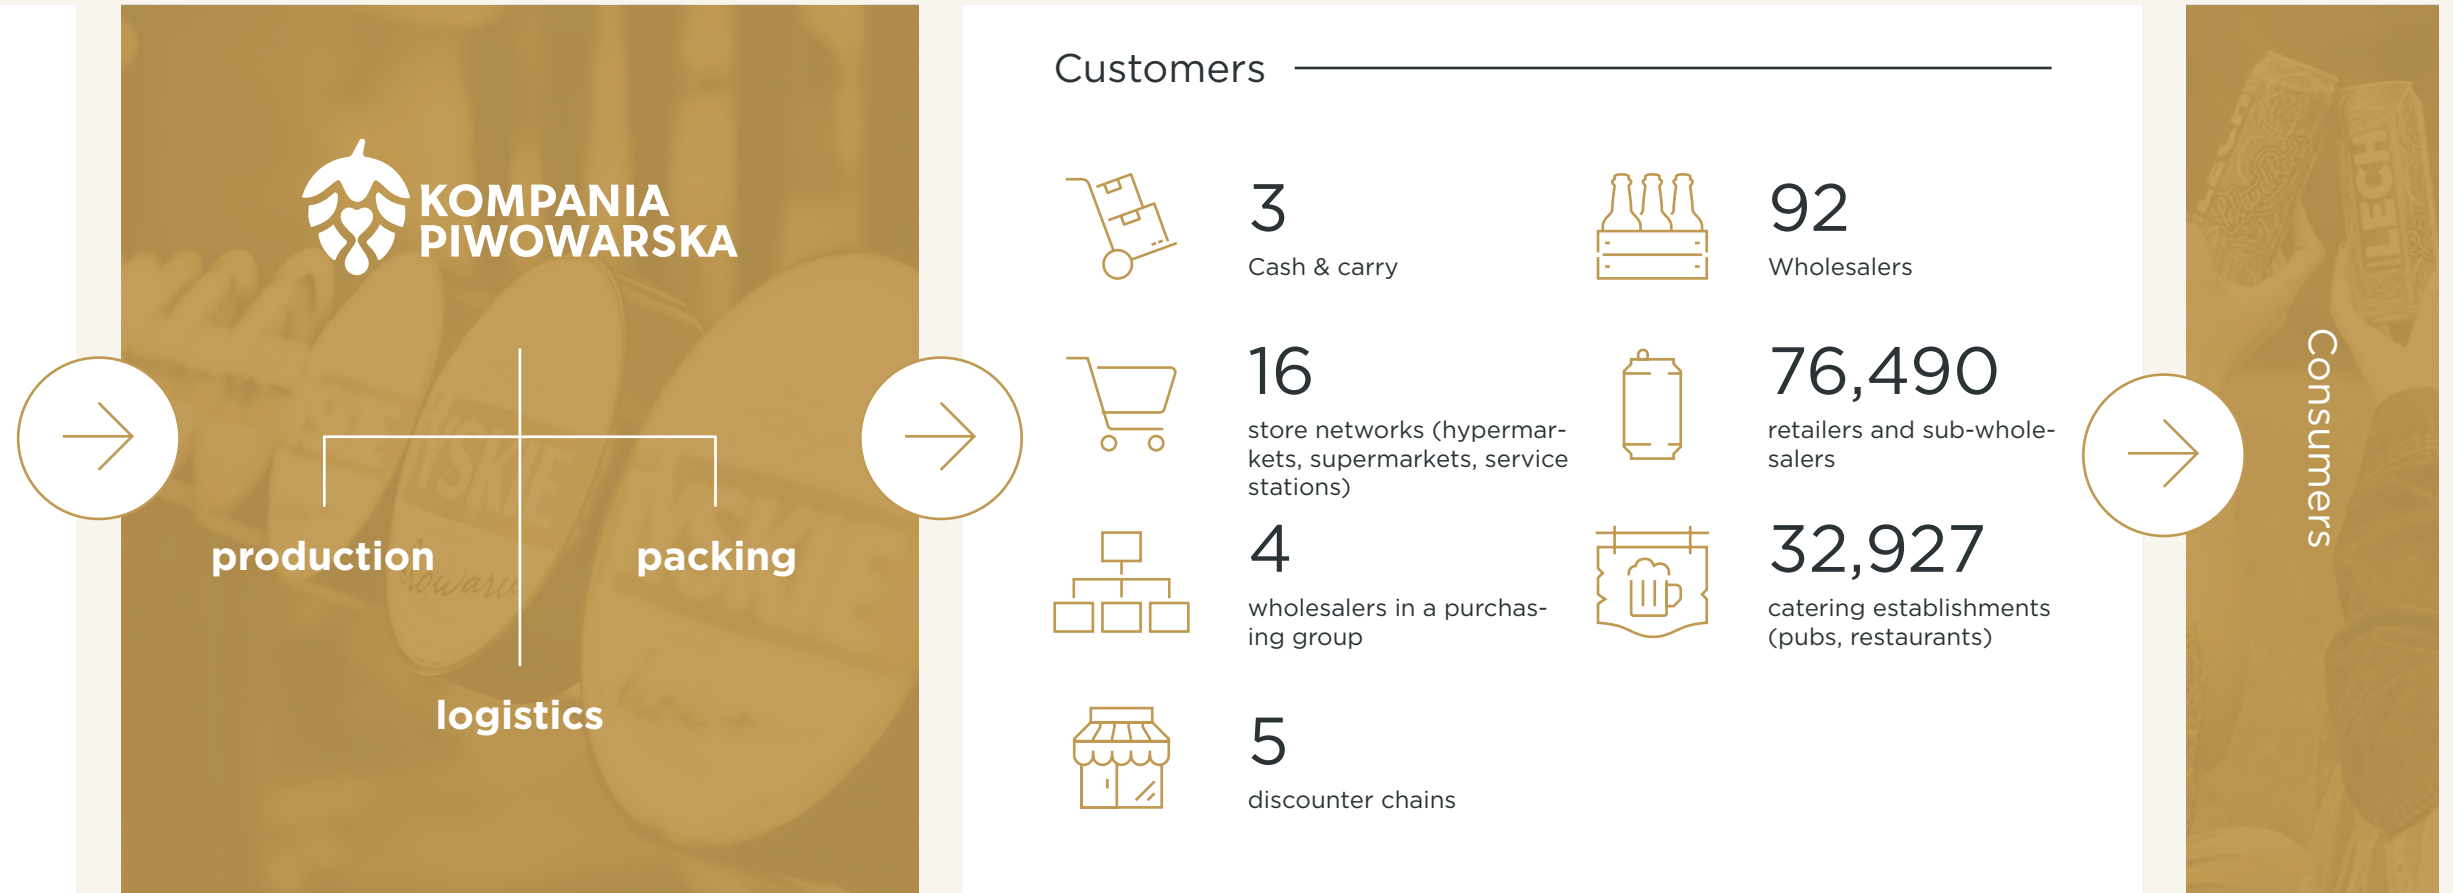 KOMPANIA
PIWOWARSKA
production
packing
logistics
Customers
3
Cash & carry
92
Wholesalers
16
store networks (hypermar-
kets, supermarkets, service
stations)
76,490
retailers and sub-whole-
salers
4
wholesalers in a purchas-
ing group
32,927
catering establishments
(pubs, restaurants)
5
discounter chains
Consumers
LECH
TYSKIE